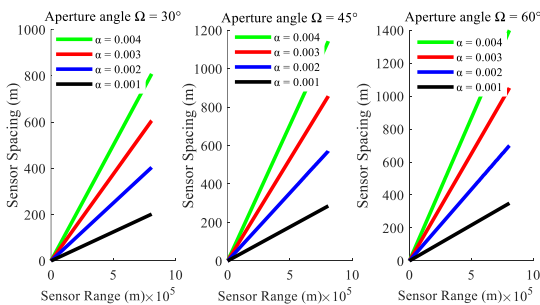 Aperture angle Ω = 30°
1000
800
600
400
200
0
Sensor Spacing (m)
α = 0.004
α = 0.003
α = 0.002
α = 0.001
0 5 10
Sensor Range (m)×10⁵
Aperture angle Ω = 45°
1200
1000
800
600
400
200
0
Sensor Spacing (m)
α = 0.004
α = 0.003
α = 0.002
α = 0.001
0 5 10
Sensor Range (m)×10⁵
Aperture angle Ω = 60°
1400
1200
1000
800
600
400
200
0
Sensor Spacing (m)
α = 0.004
α = 0.003
α = 0.002
α = 0.001
0 5 10
Sensor Range (m)×10⁵